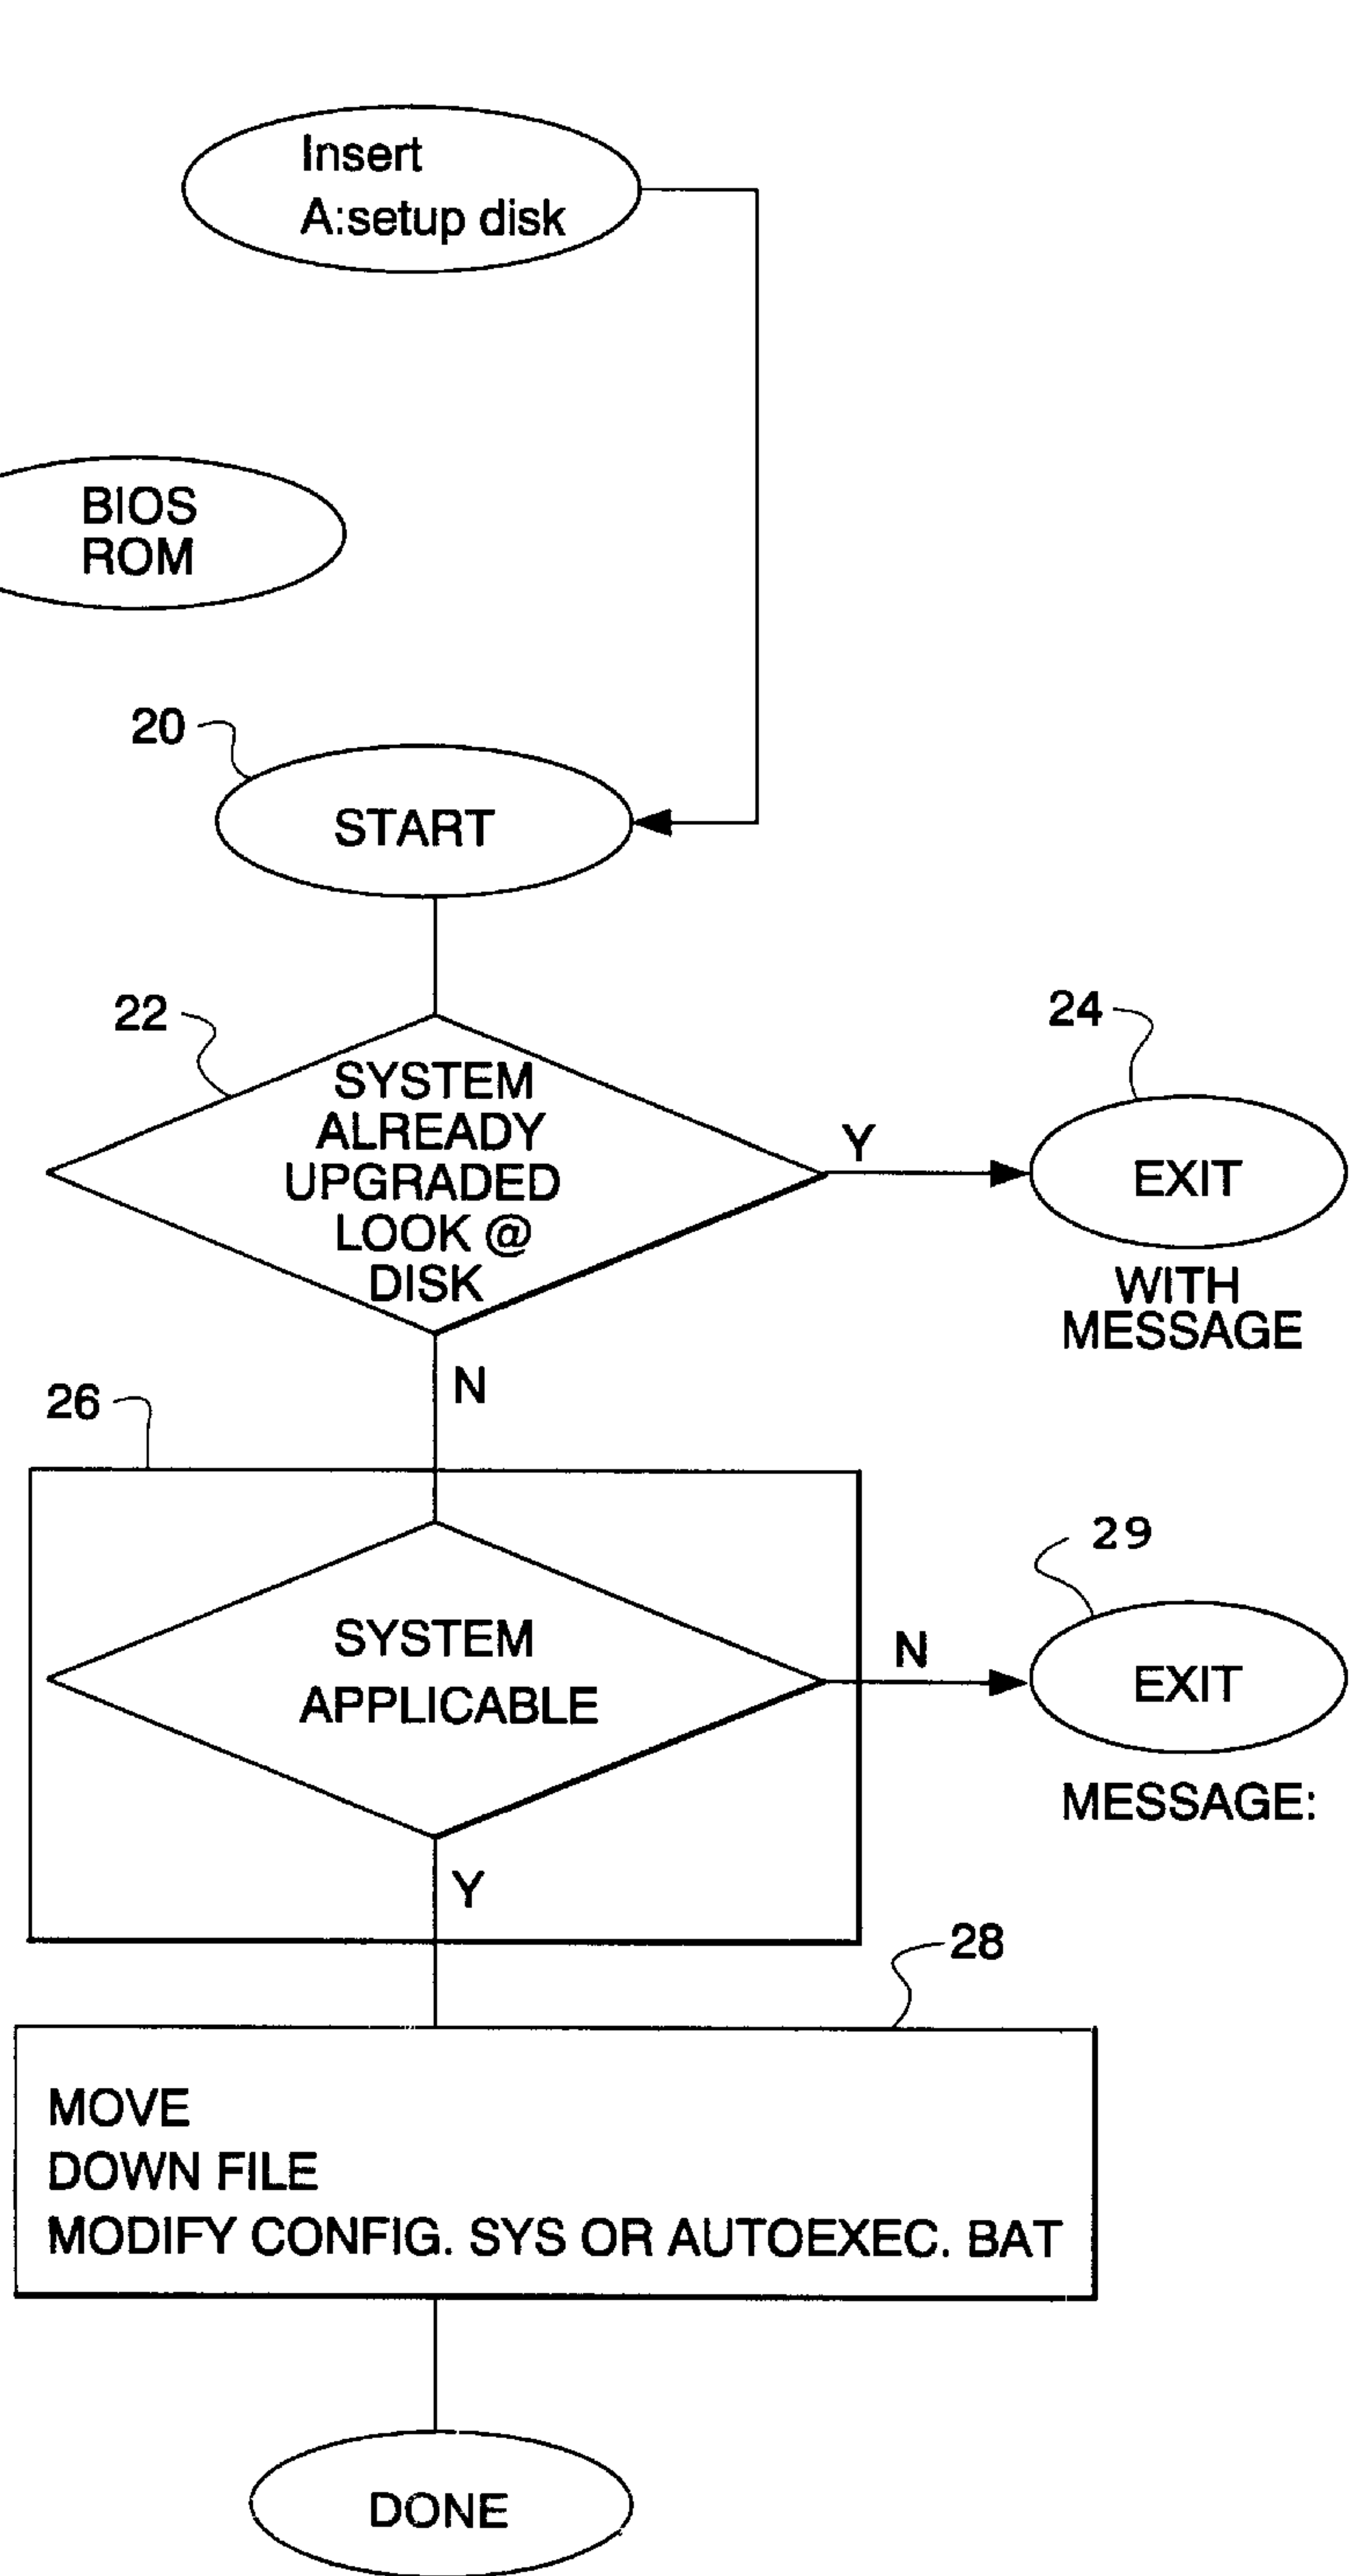 Insert
A:setup disk
BIOS
ROM
20
START
22
SYSTEM
ALREADY
UPGRADED
LOOK @
DISK
Y
24
EXIT
WITH
MESSAGE
N
26
SYSTEM
APPLICABLE
N
29
EXIT
MESSAGE:
Y
28
MOVE
DOWN FILE
MODIFY CONFIG. SYS OR AUTOEXEC. BAT
DONE